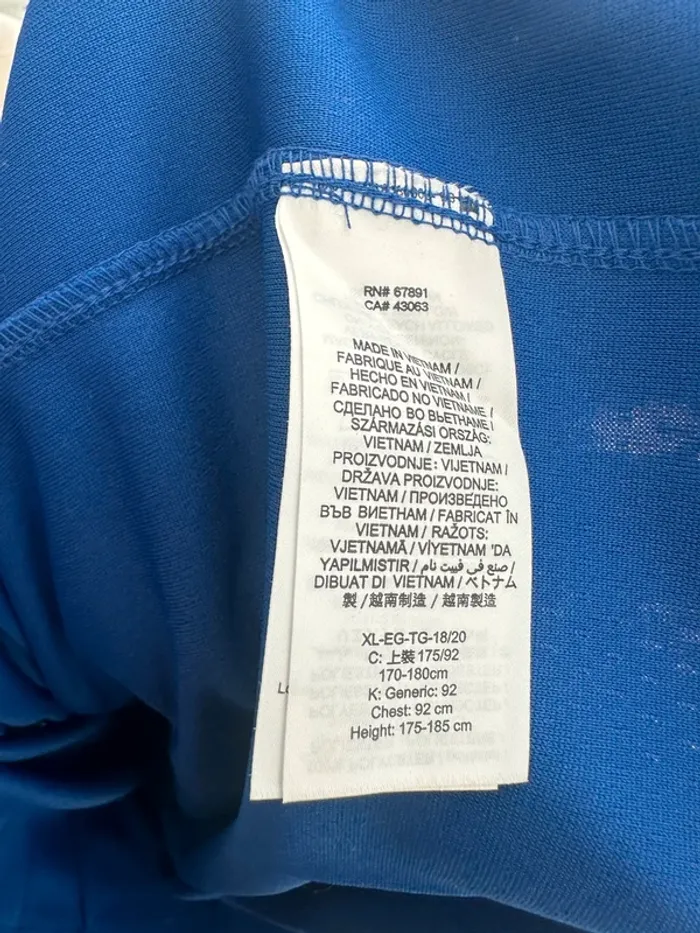 RN# 67891
CA# 43063
MADE IN VIETNAM /
FABRIQUE AU VIETNAM /
HECHO EN VIETNAM /
FABRICADO NO VIETNAME /
СДЕЛАНО ВО ВЬЕТНАМЕ /
SZÁRMAZÁSI ORSZÁG:
VIETNAM / ZEMLJA
PROIZVODNJE: VIJETNAM /
DRŽAVA PROIZVODNJE:
VIETNAM / ПРОИЗВЕДЕНО
ВЪВ ВИЕТНАМ / FABRICAT ÎN
VIETNAM / RAŽOTS:
VJETNAMĀ / VİYETNAM 'DA
YAPILMISTIR / صنع في فييت نام /
DIBUAT DI VIETNAM / ベトナム
製 / 越南制造 / 越南製造
XL-EG-TG-18/20
C: 上裝 175/92
170-180cm
K: Generic: 92
Chest: 92 cm
Height: 175-185 cm